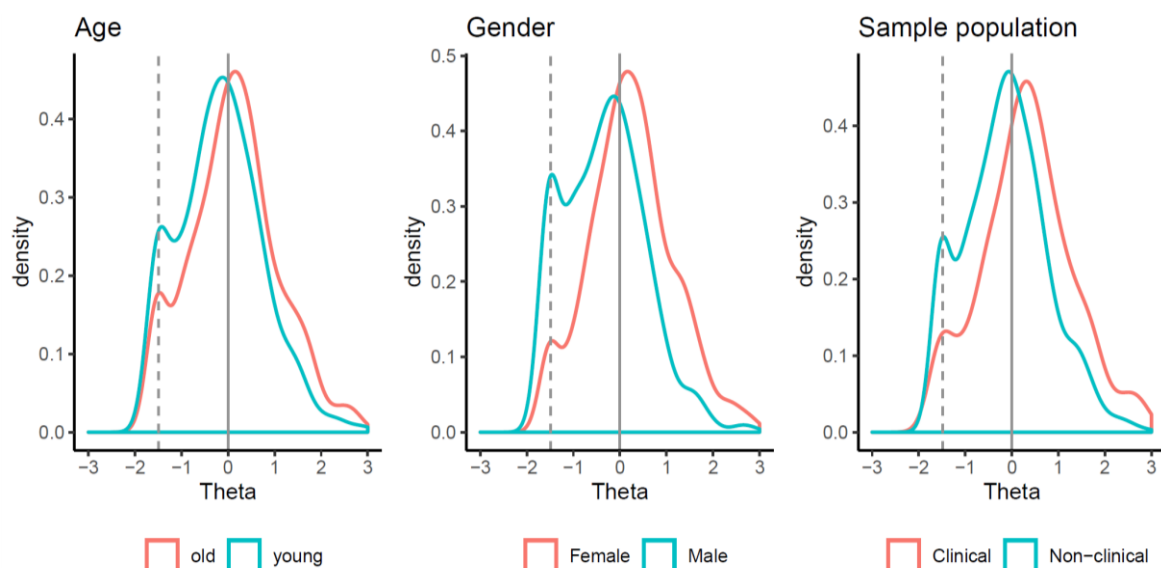 Age
Gender
Sample population
density
0.4
0.3
0.2
0.1
0.0
−3 −2 −1 0 1 2 3
Theta
old young
density
0.5
0.4
0.3
0.2
0.1
0.0
−3 −2 −1 0 1 2 3
Theta
Female Male
density
0.4
0.3
0.2
0.1
0.0
−3 −2 −1 0 1 2 3
Theta
Clinical Non−clinical